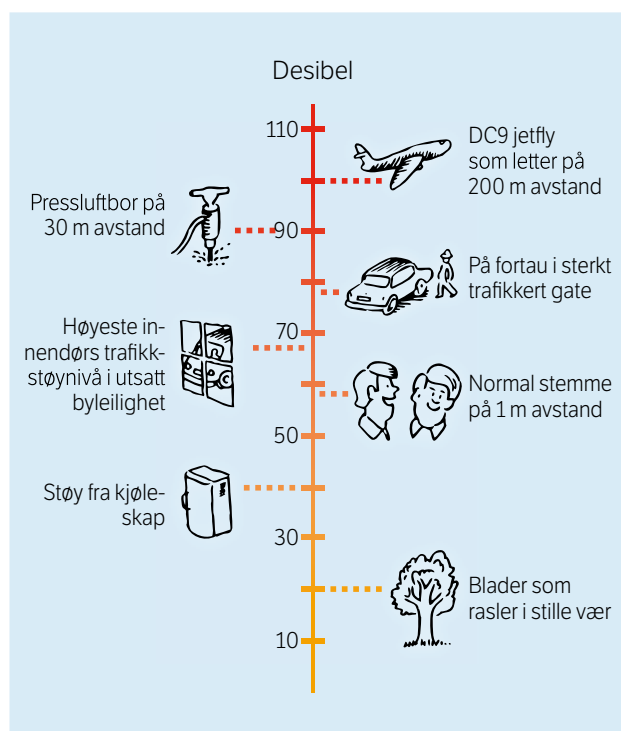 Desibel
110
DC9 jetfly
som letter på
200 m avstand
Pressluftbor på
30 m avstand
90
På fortau i sterkt
trafikkert gate
70
Høyeste in-
nendørs trafikk-
støynivå i utsatt
byleilighet
Normal stemme
på 1 m avstand
50
Støy fra kjøle-
skap
30
Blader som
rasler i stille vær
10